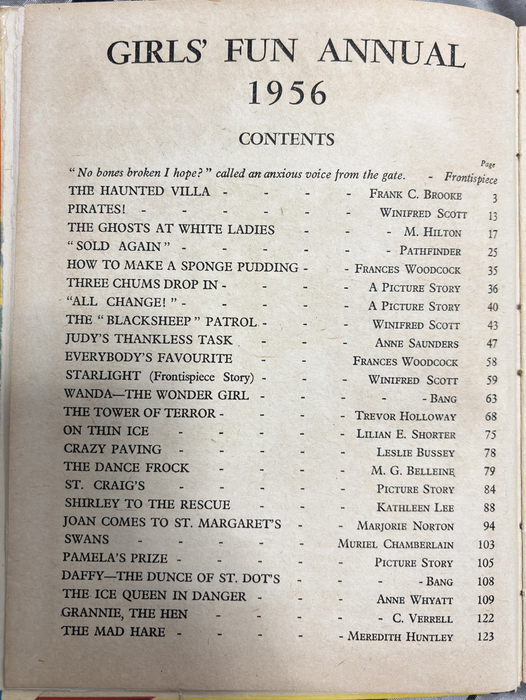 GIRLS' FUN ANNUAL
1956
CONTENTS
Page
"No bones broken I hope?" called an anxious voice from the gate. - Frontispiece
THE HAUNTED VILLA - - - - FRANK C. BROOKE 3
PIRATES! - - - - - - WINIFRED SCOTT 13
THE GHOSTS AT WHITE LADIES - - - M. HILTON 17
"SOLD AGAIN" - - - - - PATHFINDER 25
HOW TO MAKE A SPONGE PUDDING - - FRANCES WOODCOCK 35
THREE CHUMS DROP IN - - - - A PICTURE STORY 36
"ALL CHANGE!" - - - - - A PICTURE STORY 40
THE "BLACKSHEEP" PATROL - - - WINIFRED SCOTT 43
JUDY'S THANKLESS TASK - - - ANNE SAUNDERS 47
EVERYBODY'S FAVOURITE - - - FRANCES WOODCOCK 58
STARLIGHT (Frontispiece Story) - - - WINIFRED SCOTT 59
WANDA—THE WONDER GIRL - - - - BANG 63
THE TOWER OF TERROR - - - - TREVOR HOLLOWAY 68
ON THIN ICE - - - - - LILIAN E. SHORTER 75
CRAZY PAVING - - - - - LESLIE BUSSEY 78
THE DANCE FROCK - - - - M. G. BELLEINE 79
ST. CRAIG'S - - - - - PICTURE STORY 84
SHIRLEY TO THE RESCUE - - - KATHLEEN LEE 88
JOAN COMES TO ST. MARGARET'S - - MARJORIE NORTON 94
SWANS - - - - - MURIEL CHAMBERLAIN 103
PAMELA'S PRIZE - - - - - PICTURE STORY 105
DAFFY—THE DUNCE OF ST. DOT'S - - - - BANG 108
THE ICE QUEEN IN DANGER - - - ANNE WHYATT 109
GRANNIE, THE HEN - - - - - C. VERRELL 122
THE MAD HARE - - - - - MEREDITH HUNTLEY 123